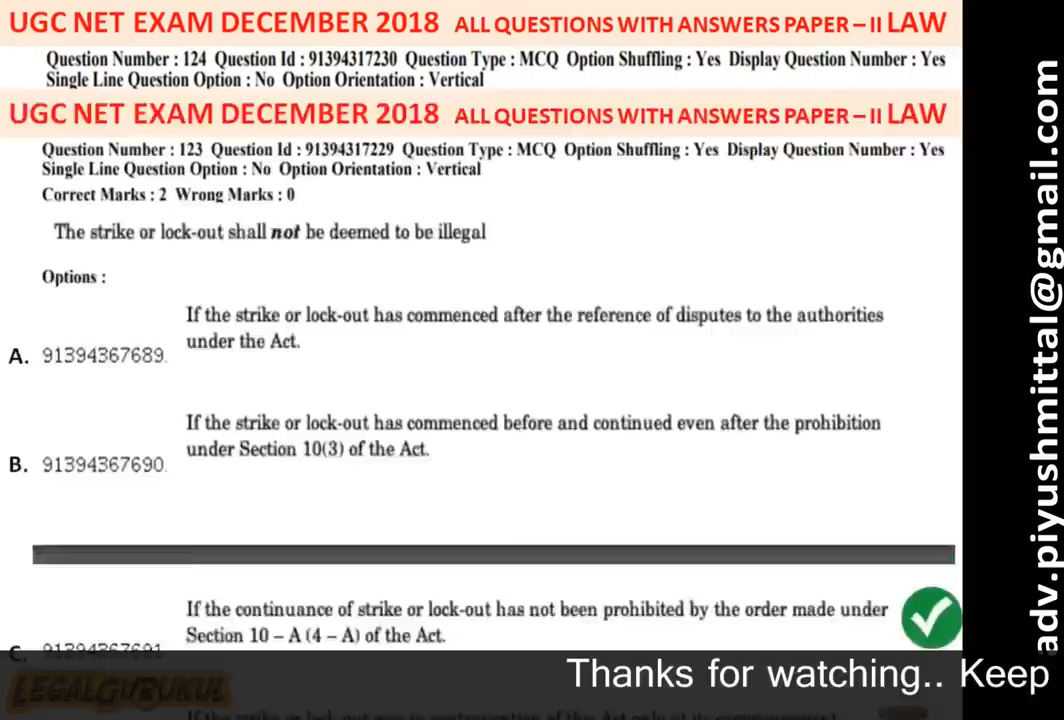 UGC NET EXAM DECEMBER 2018 ALL QUESTIONS WITH ANSWERS PAPER – II LAW
Question Number : 124 Question Id : 91394317230 Question Type : MCQ Option Shuffling : Yes Display Question Number : Yes
Single Line Question Option : No Option Orientation : Vertical
UGC NET EXAM DECEMBER 2018 ALL QUESTIONS WITH ANSWERS PAPER – II LAW
Question Number : 123 Question Id : 91394317229 Question Type : MCQ Option Shuffling : Yes Display Question Number : Yes
Single Line Question Option : No Option Orientation : Vertical
Correct Marks : 2 Wrong Marks : 0
The strike or lock-out shall not be deemed to be illegal
Options :
If the strike or lock-out has commenced after the reference of disputes to the authorities
under the Act.
A. 91394367689.
If the strike or lock-out has commenced before and continued even after the prohibition
under Section 10(3) of the Act.
B. 91394367690.
If the continuance of strike or lock-out has not been prohibited by the order made under
Section 10 – A (4 – A) of the Act.
C. 91394367691
Thanks for watching.. Keep
LEGALGURUKUL
adv.piyushmittal@gmail.com